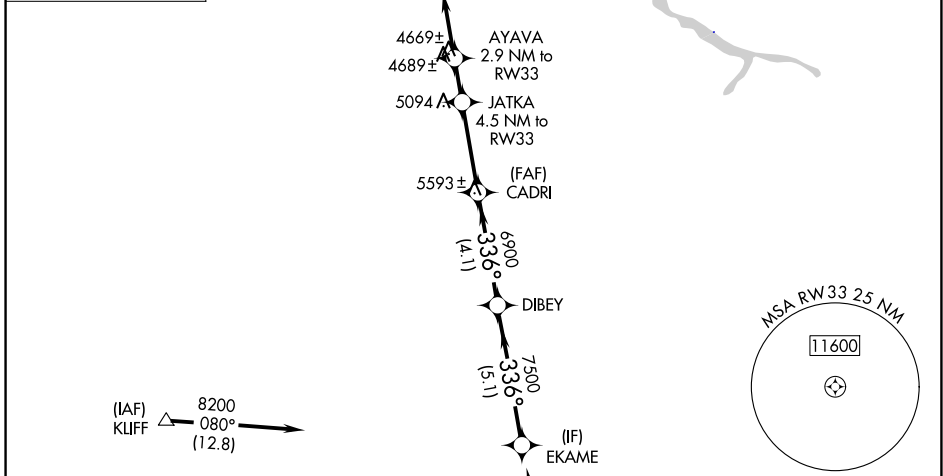 4669±
4689±
AYAVA
2.9 NM to
RW33
5094
JATKA
4.5 NM to
RW33
5593±
(FAF)
CADRI
6900
336°
(4.1)
DIBEY
7500
336°
(5.1)
MSA RW33 25 NM
11600
(IAF)
KLIFF
8200
080°
(12.8)
(IF)
EKAME